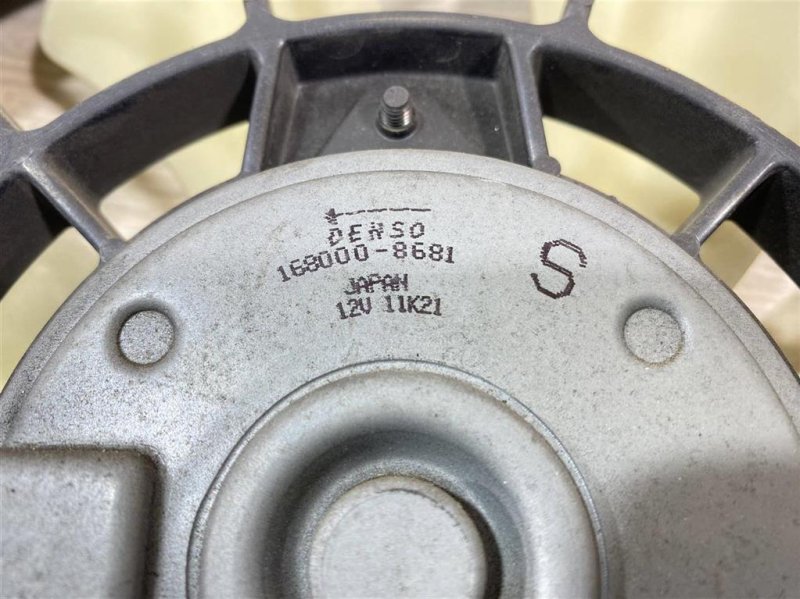 DENSO
168000-8681
JAPAN
12V 11K21
S